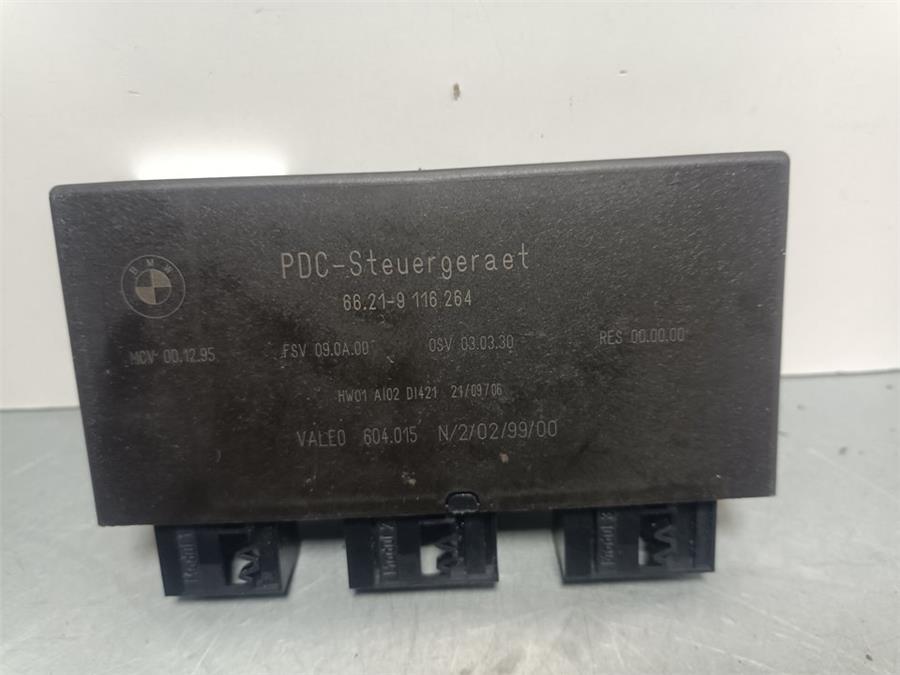 BMW
PDC-Steuergeraet
66.21-9 116 264
MCV 00.12.95 FSV 09.0A.00 OSV 03.03.30 RES 00.00.00
HW01 AI02 DI421 21/09/06
VALEO 604.015 N/2/02/99/00